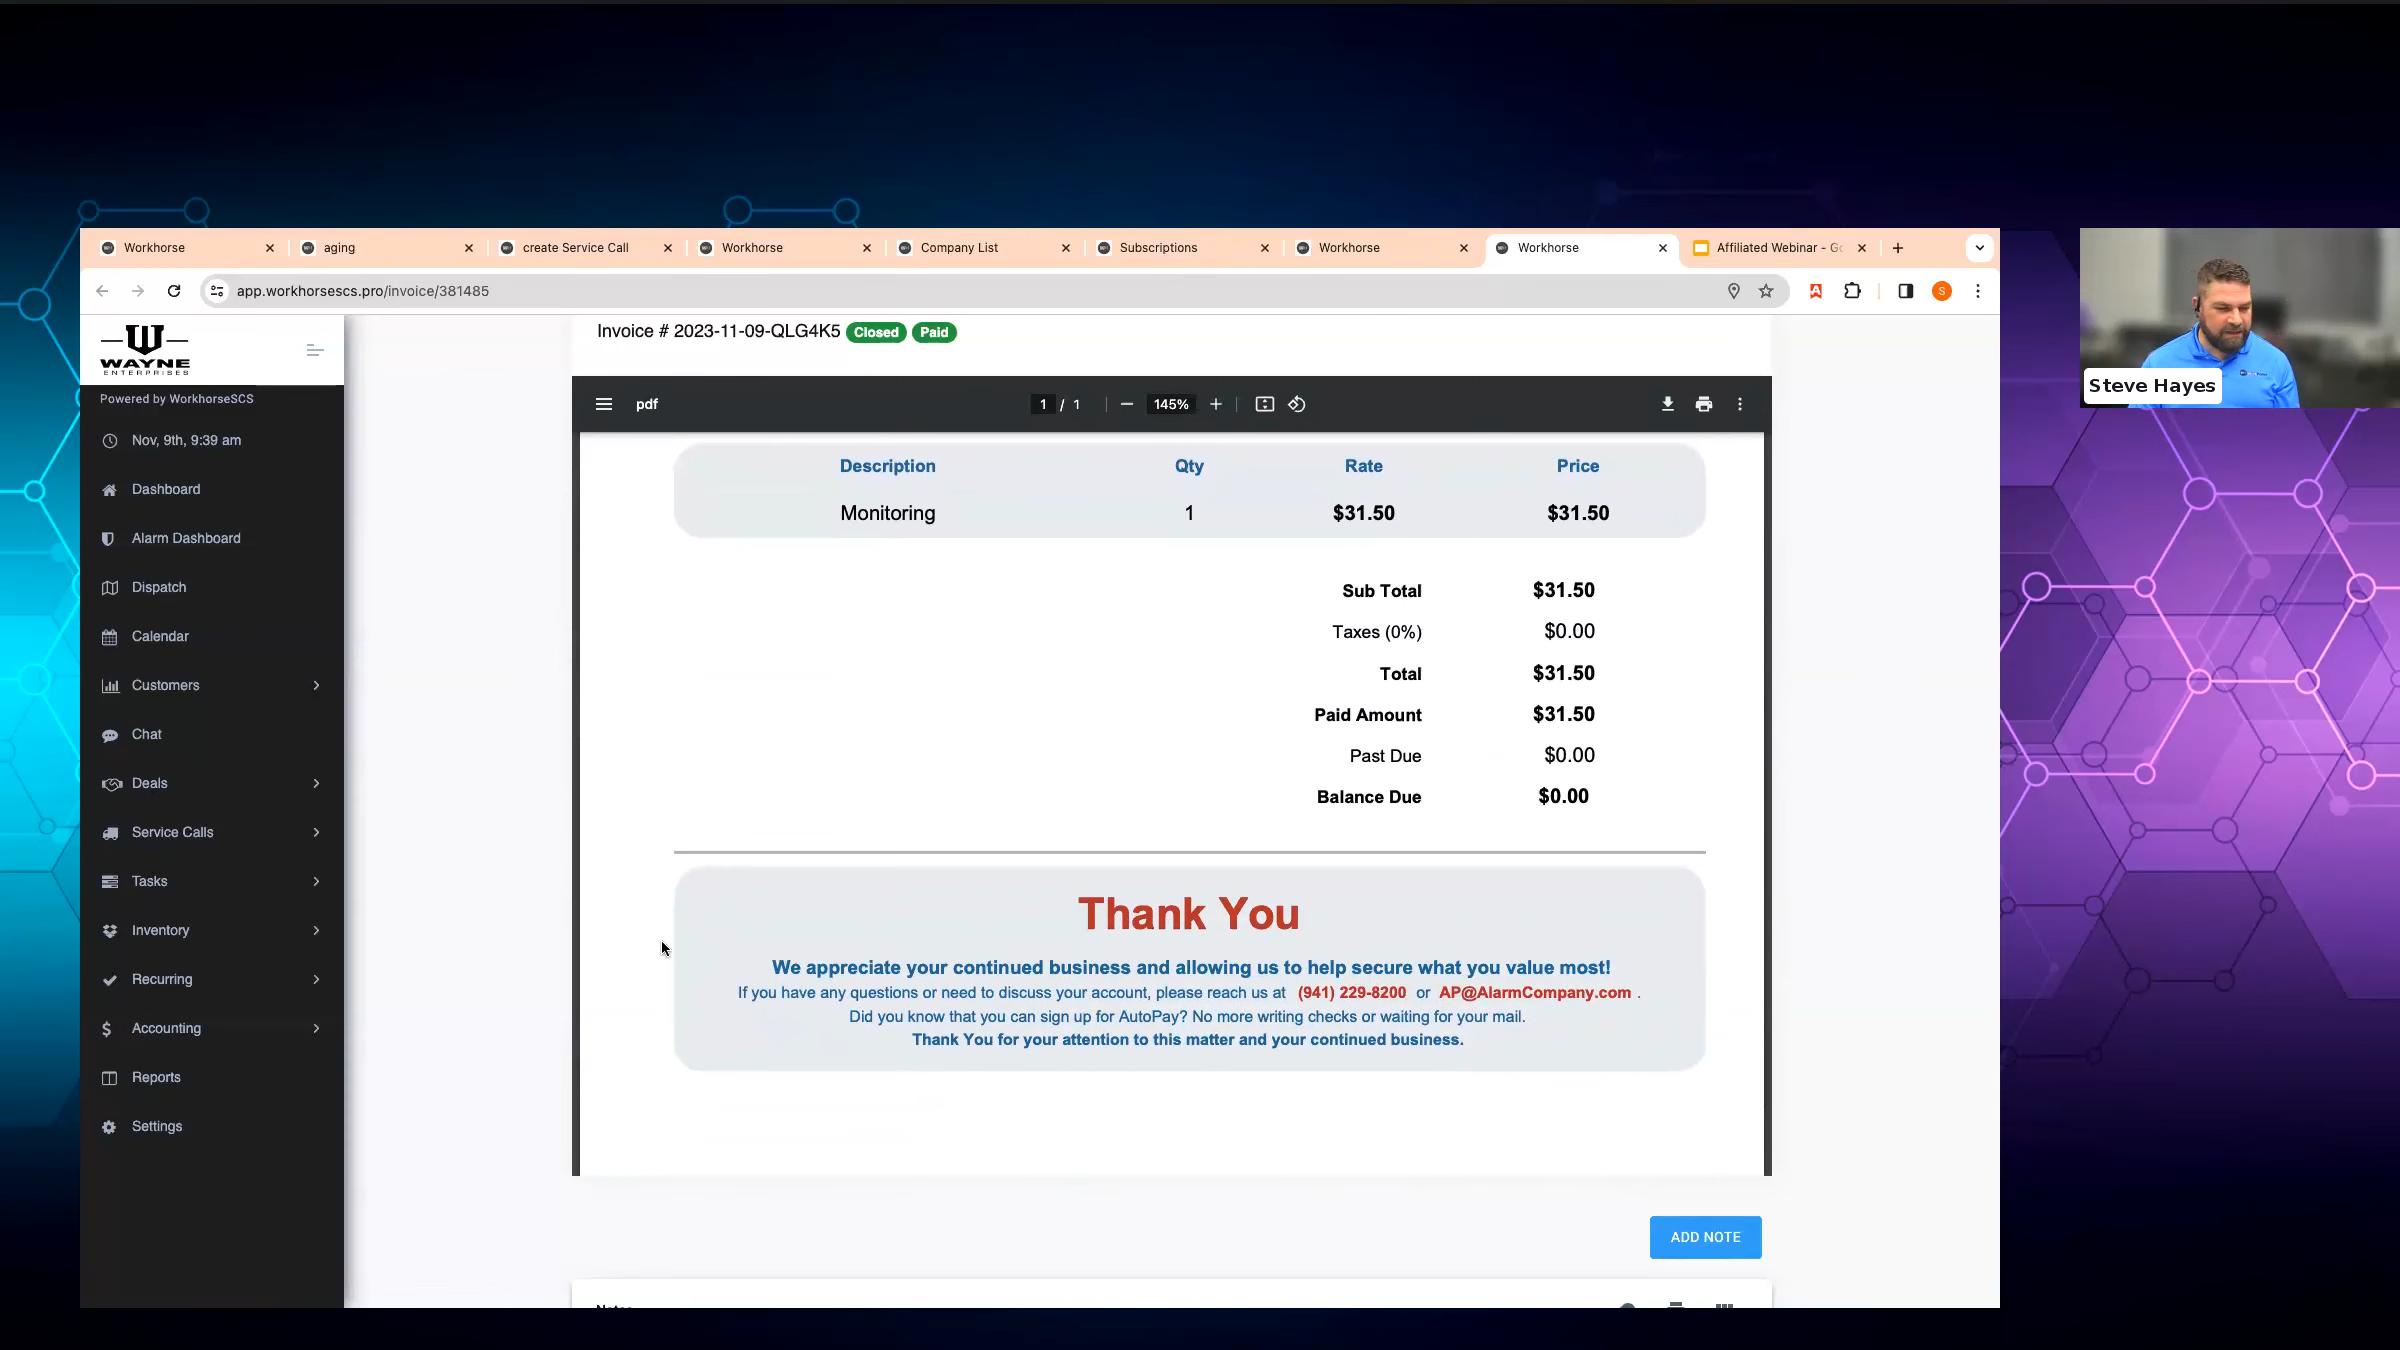 Workhorse
aging
create Service Call
Workhorse
Company List
Subscriptions
Workhorse
Workhorse
Affiliated Webinar - Go
app.workhorsescs.pro/invoice/381485
S
WAYNE
ENTERPRISES
Powered by WorkhorseSCS
Nov, 9th, 9:39 am
Dashboard
Alarm Dashboard
Dispatch
Calendar
Customers
Chat
Deals
Service Calls
Tasks
Inventory
Recurring
Accounting
Reports
Settings
Invoice # 2023-11-09-QLG4K5 Closed Paid
pdf 1 / 1 145%
Description Qty Rate Price
Monitoring 1 $31.50 $31.50
Sub Total $31.50
Taxes (0%) $0.00
Total $31.50
Paid Amount $31.50
Past Due $0.00
Balance Due $0.00
Thank You
We appreciate your continued business and allowing us to help secure what you value most!
If you have any questions or need to discuss your account, please reach us at (941) 229-8200 or AP@AlarmCompany.com .
Did you know that you can sign up for AutoPay? No more writing checks or waiting for your mail.
Thank You for your attention to this matter and your continued business.
ADD NOTE
Steve Hayes